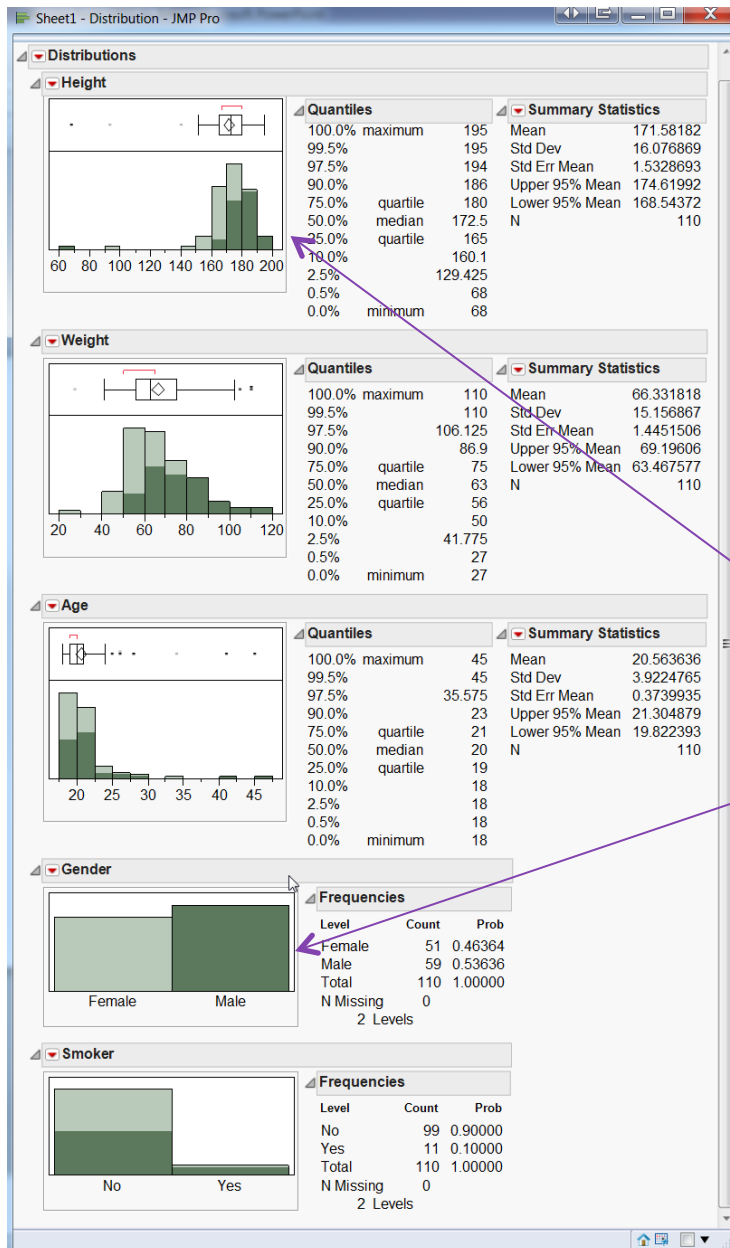 Sheet1 - Distribution - JMP Pro
Distributions
Height
60 80 100 120 140 160 180 200
Quantiles
100.0% maximum 195
99.5% 195
97.5% 194
90.0% 186
75.0% quartile 180
50.0% median 172.5
25.0% quartile 165
10.0% 160.1
2.5% 129.425
0.5% 68
0.0% minimum 68
Summary Statistics
Mean 171.58182
Std Dev 16.076869
Std Err Mean 1.5328693
Upper 95% Mean 174.61992
Lower 95% Mean 168.54372
N 110
Weight
20 40 60 80 100 120
Quantiles
100.0% maximum 110
99.5% 110
97.5% 106.125
90.0% 86.9
75.0% quartile 75
50.0% median 63
25.0% quartile 56
10.0% 50
2.5% 41.775
0.5% 27
0.0% minimum 27
Summary Statistics
Mean 66.331818
Std Dev 15.156867
Std Err Mean 1.4451506
Upper 95% Mean 69.19606
Lower 95% Mean 63.467577
N 110
Age
20 25 30 35 40 45
Quantiles
100.0% maximum 45
99.5% 45
97.5% 35.575
90.0% 23
75.0% quartile 21
50.0% median 20
25.0% quartile 19
10.0% 18
2.5% 18
0.5% 18
0.0% minimum 18
Summary Statistics
Mean 20.563636
Std Dev 3.9224765
Std Err Mean 0.3739935
Upper 95% Mean 21.304879
Lower 95% Mean 19.822393
N 110
Gender
Female Male
Frequencies
Level Count Prob
Female 51 0.46364
Male 59 0.53636
Total 110 1.00000
N Missing 0
2 Levels
Smoker
No Yes
Frequencies
Level Count Prob
No 99 0.90000
Yes 11 0.10000
Total 110 1.00000
N Missing 0
2 Levels